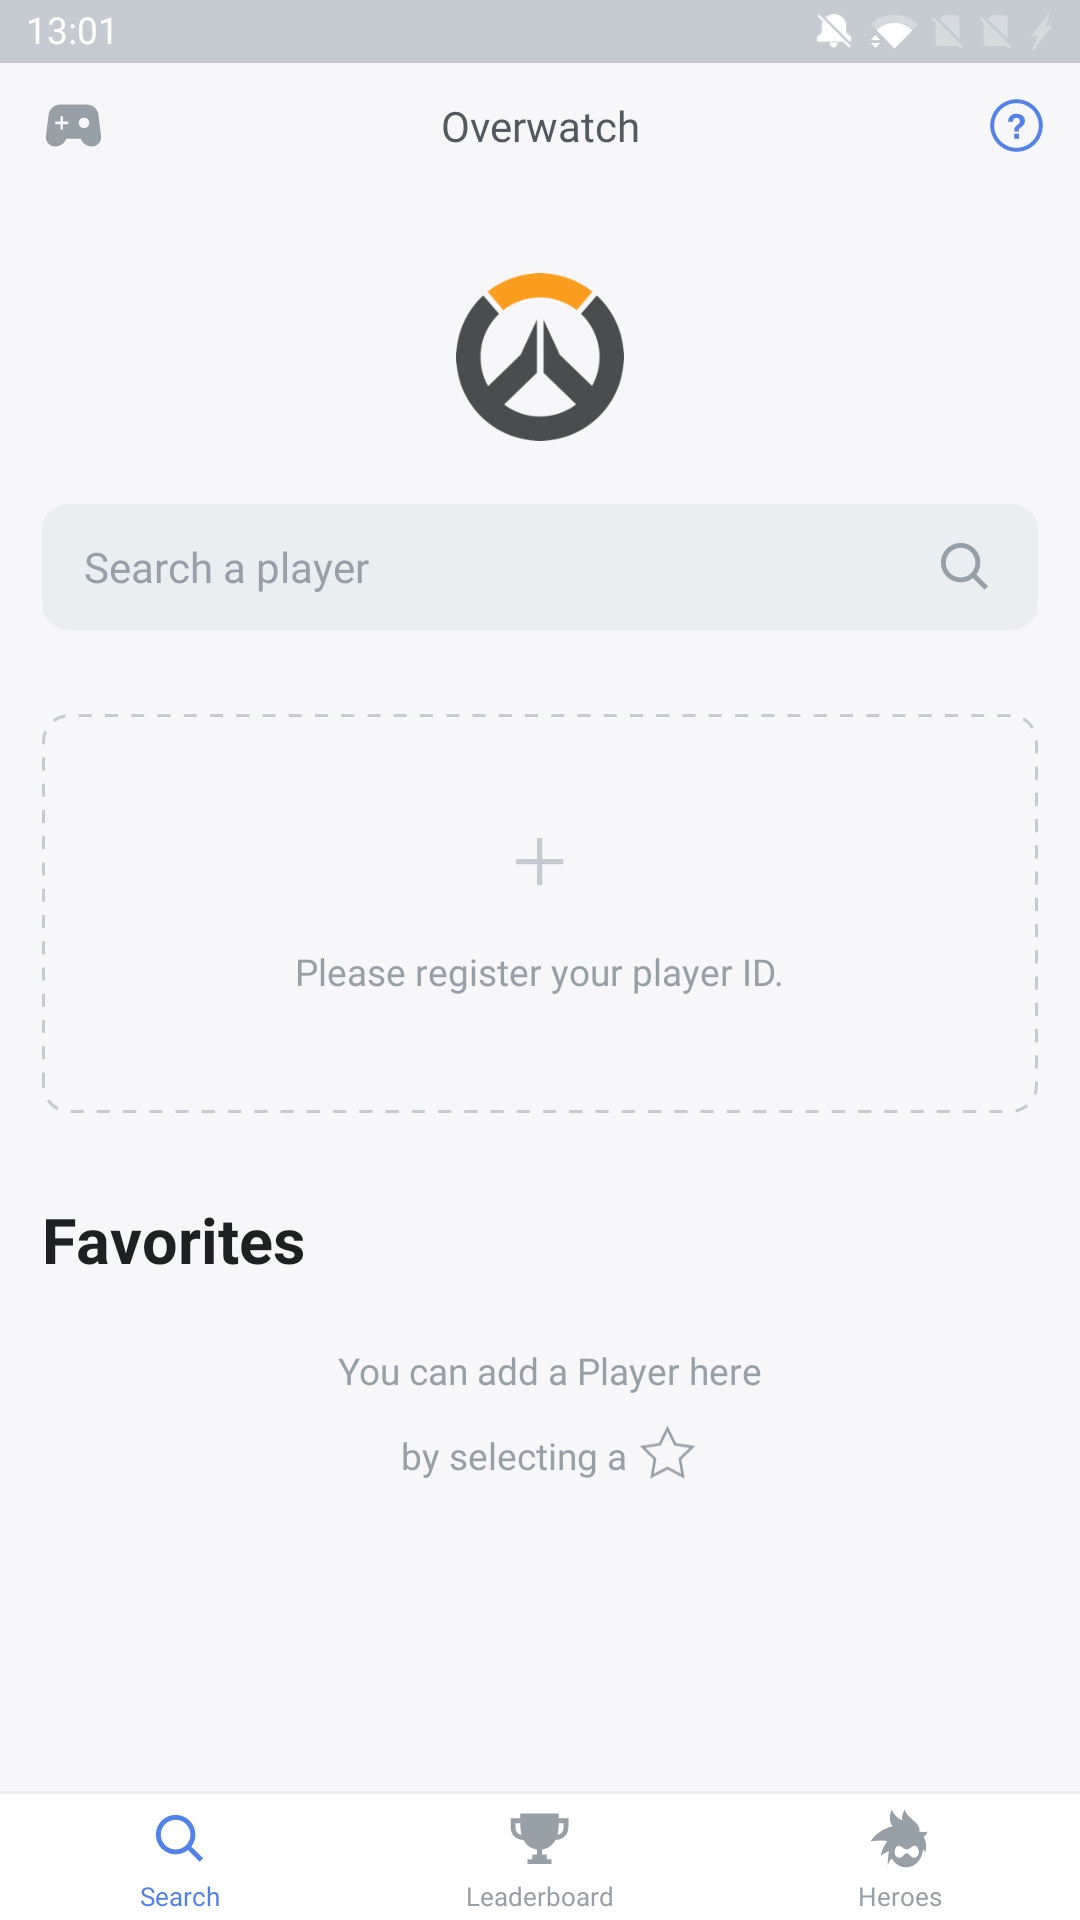 13:01
Overwatch
?
Search a player
Please register your player ID.
Favorites
You can add a Player here
by selecting a
Search
Leaderboard
Heroes